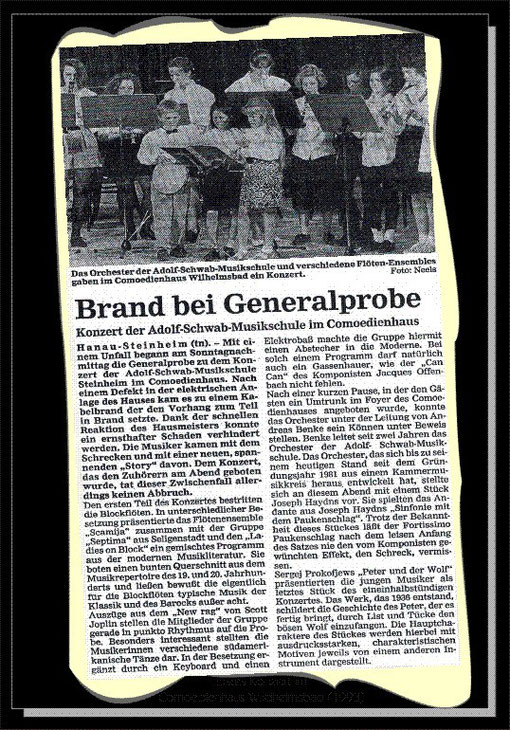 Das Orchester der Adolf-Schwab-Musikschule und verschiedene Flöten-Ensembles
gaben im Comoedienhaus Wilhelmsbad ein Konzert.
Foto: Neels
Brand bei Generalprobe
Konzert der Adolf-Schwab-Musikschule im Comoedienhaus
Hanau-Steinheim (tn). – Mit ei-
nem Unfall begann am Sonntagnach-
mittag die Generalprobe zu dem Kon-
zert der Adolf-Schwab-Musikschule
Steinheim im Comoedienhaus. Nach
einem Defekt in der elektrischen An-
lage des Hauses kam es zu einem Ka-
belbrand der den Vorhang zum Teil
in Brand setzte. Dank der schnellen
Reaktion des Hausmeisters konnte
ein ernsthafter Schaden verhindert
werden. Die Musiker kamen mit dem
Schrecken und mit einer neuen, span-
nenden „Story" davon. Dem Konzert,
das den Zuhörern am Abend geboten
wurde, tat dieser Zwischenfall aller-
dings keinen Abbruch.
Den ersten Teil des Konzertes bestritten
die Blockflöten. In unterschiedlicher Be-
setzung präsentierte das Flötenensemble
„Scamija" zusammen mit der Gruppe
„Septima" aus Seligenstadt und den „La-
dies on Block" ein gemischtes Programm
aus der modernen Musikliteratur. Sie
boten einen bunten Querschnitt aus dem
Musikrepertoire des 19. und 20. Jahrhun-
derts und ließen bewußt die eigentlich
für die Blockflöten typische Musik der
Klassik und des Barocks außer acht.
Auszüge aus dem „New rag" von Scott
Joplin stellen die Mitglieder der Gruppe
gerade in punkto Rhythmus auf die Pro-
be. Besonders interessant stellten die
Musikerinnen verschiedene südameri-
kanische Tänze dar. In der Besetzung er-
gänzt durch ein Keyboard und einen
Elektrobaß machte die Gruppe hiermit
einen Abstecher in die Moderne. Bei
solch einem Programm darf natürlich
auch ein Gassenhauer, wie der „Can
Can" des Komponisten Jacques Offen-
bach nicht fehlen.
Nach einer kurzen Pause, in der den Gä-
sten ein Umtrunk im Foyer des Comoe-
dienhauses angeboten wurde, konnte
das Orchester unter der Leitung von An-
dreas Benke sein Können unter Beweis
stellen. Benke leitet seit zwei Jahren das
Orchester der Adolf- Schwab-Musik-
schule. Das Orchester, das sich bis zu sei-
nem heutigen Stand seit dem Grün-
dungsjahr 1981 aus einem Kammermu-
sikkreis heraus entwickelt hat, stellte
sich an diesem Abend mit einem Stück
Joseph Haydns vor. Sie spielten das An-
dante aus Joseph Haydns „Sinfonie mit
dem Paukenschlag". Trotz der Bekannt-
heit dieses Stückes läßt der Fortissimo
Paukenschlag nach dem leisen Anfang
des Satzes nie den vom Komponisten ge-
wünschten Effekt, den Schreck, vermis-
sen.
Sergej Prokofjews „Peter und der Wolf"
präsentierten die jungen Musiker als
letztes Stück des eineinhalbstündigen
Konzertes. Das Werk, das 1936 entstand,
schildert die Geschichte des Peter, der es
fertig bringt, durch List und Tücke den
bösen Wolf einzufangen. Die Hauptcha-
raktere des Stückes werden hierbei mit
ausdrucksstarken, charakteristischen
Motiven jeweils von einem anderen In-
strument dargestellt.
Comoedienhaus Wilhelmsbad (1993)